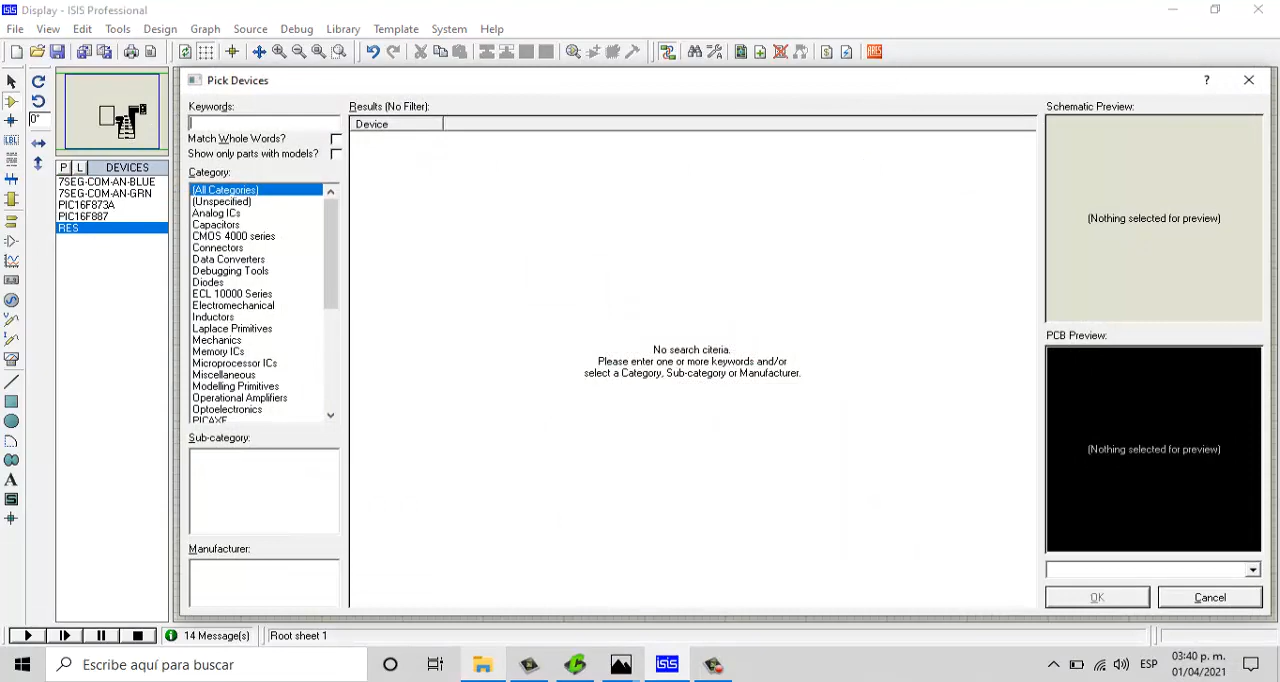 Display - ISIS Professional
File View Edit Tools Design Graph Source Debug Library Template System Help
Pick Devices
Keywords:
Match Whole Words?
Show only parts with models?
Category:
(All Categories)
(Unspecified)
Analog ICs
Capacitors
CMOS 4000 series
Connectors
Data Converters
Debugging Tools
Diodes
ECL 10000 Series
Electromechanical
Inductors
Laplace Primitives
Mechanics
Memory ICs
Microprocessor ICs
Miscellaneous
Modelling Primitives
Operational Amplifiers
Optoelectronics
PICAXE
Sub-category:
Manufacturer:
Results (No Filter):
Device
No search citeria.
Please enter one or more keywords and/or
select a Category, Sub-category or Manufacturer.
Schematic Preview:
(Nothing selected for preview)
PCB Preview:
(Nothing selected for preview)
OK Cancel
0°
P L DEVICES
7SEG-COM-AN-BLUE
7SEG-COM-AN-GRN
PIC16F873A
PIC16F887
RES
14 Message(s) Root sheet 1
Escribe aquí para buscar
ESP
03:40 p. m.
01/04/2021